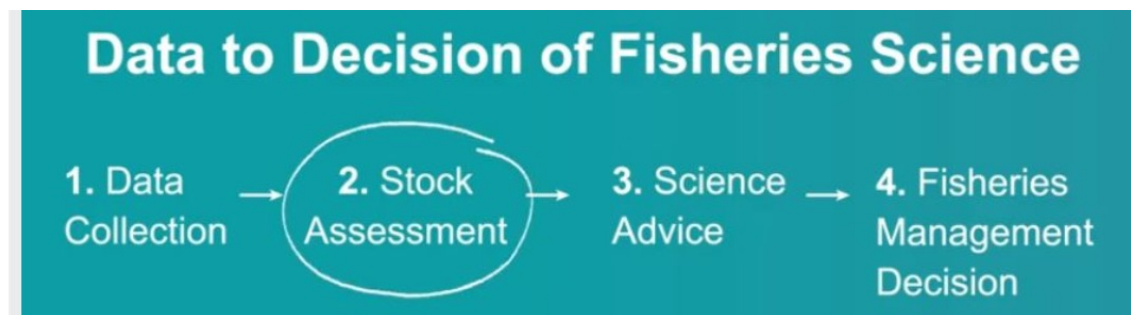 Data to Decision of Fisheries Science
1. Data
Collection
2. Stock
Assessment
3. Science
Advice
4. Fisheries
Management
Decision